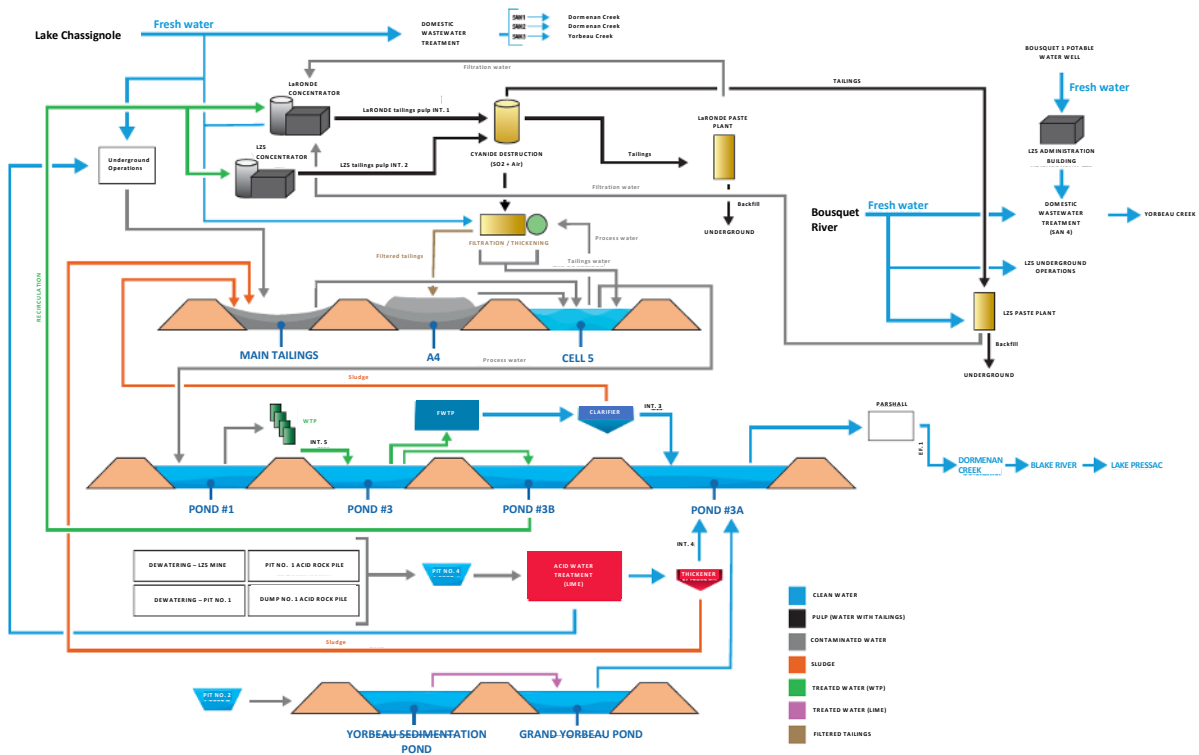 Lake Chassignole
Fresh water
DOMESTIC
WASTEWATER
TREATMENT
SAN1
SAN2
SAN3
Dormenan Creek
Dormenan Creek
Yorbeau Creek
BOUSQUET 1 POTABLE
WATER WELL
Fresh water
LZS ADMINISTRATION
BUILDING
DOMESTIC
WASTEWATER
TREATMENT
(SAN 4)
YORBEAU CREEK
Bousquet
River
Fresh water
LZS UNDERGROUND
OPERATIONS
LZS PASTE PLANT
Backfill
UNDERGROUND
Filtration water
TAILINGS
LaRONDE
CONCENTRATOR
LaRONDE tailings pulp INT. 1
LZS
CONCENTRATOR
LZS tailings pulp INT. 2
Underground
Operations
CYANIDE DESTRUCTION
(SO2 + Air)
Tailings
LaRONDE PASTE
PLANT
Backfill
UNDERGROUND
Filtration water
FILTRATION / THICKENING
Process water
Filtered tailings
Tailings water
RECIRCULATION
MAIN TAILINGS
A4
CELL 5
Process water
Sludge
WTP
INT. 5
FWTP
CLARIFIER
INT. 3
PARSHALL
EF.1
DORMENAN
CREEK
BLAKE RIVER
LAKE PRESSAC
POND #1
POND #3
POND #3B
POND #3A
INT. 4
DEWATERING – LZS MINE
PIT NO. 1 ACID ROCK PILE
DEWATERING – PIT NO. 1
DUMP NO. 1 ACID ROCK PILE
PIT NO. 4
ACID WATER
TREATMENT
(LIME)
THICKENER
Sludge
PIT NO. 2
YORBEAU SEDIMENTATION
POND
GRAND YORBEAU POND
CLEAN WATER
PULP (WATER WITH TAILINGS)
CONTAMINATED WATER
SLUDGE
TREATED WATER (WTP)
TREATED WATER (LIME)
FILTERED TAILINGS